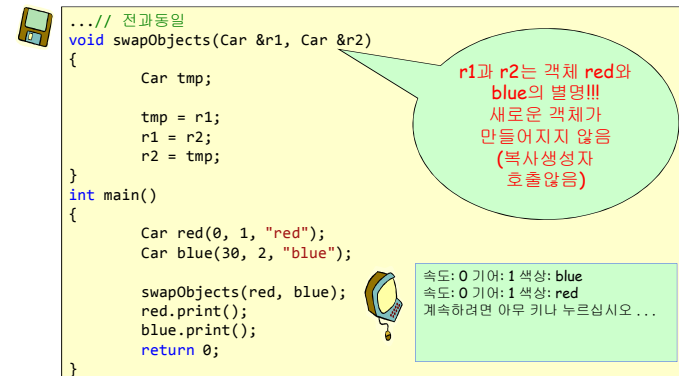 ...// 전과동일
void swapObjects(Car &r1, Car &r2)
{
Car tmp;
tmp = r1;
r1 = r2;
r2 = tmp;
}
int main()
{
Car red(0, 1, "red");
Car blue(30, 2, "blue");
swapObjects(red, blue);
red.print();
blue.print();
return 0;
}
r1과 r2는 객체 red와
blue의 별명!!!
새로운 객체가
만들어지지 않음
(복사생성자
호출않음)
속도: 0 기어: 1 색상: blue
속도: 0 기어: 1 색상: red
계속하려면 아무 키나 누르십시오 . . .